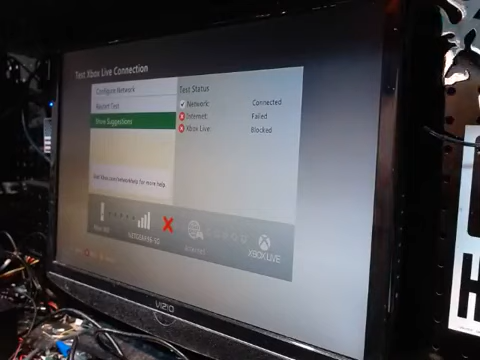 Test Xbox Live Connection
Configure Network
Restart Test
Show Suggestions
Test Status
Network: Connected
Internet: Failed
Xbox Live: Blocked
Internet
XBOX LIVE
VIZIO